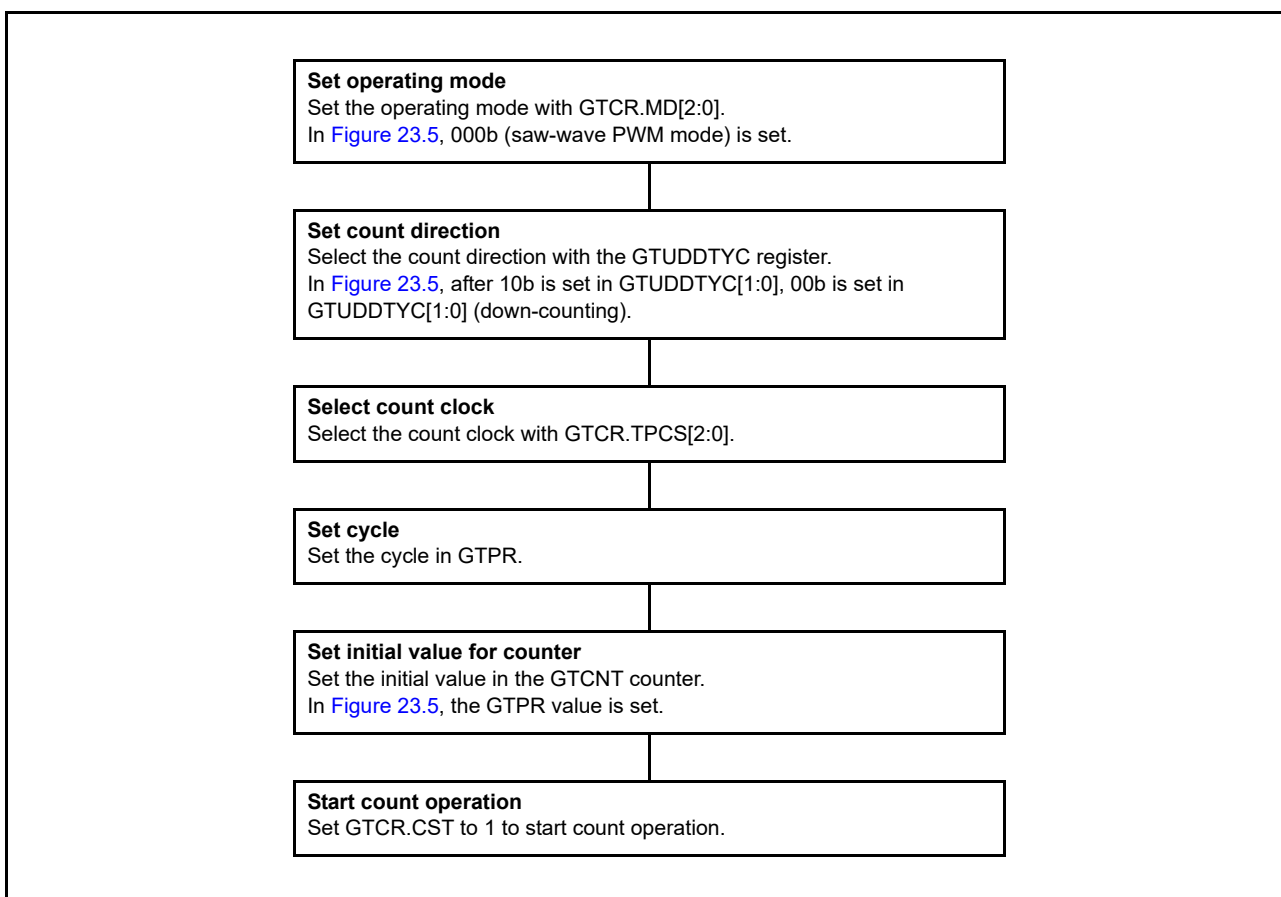 Set operating mode
Set the operating mode with GTCR.MD[2:0].
In Figure 23.5, 000b (saw-wave PWM mode) is set.
Set count direction
Select the count direction with the GTUDDTYC register.
In Figure 23.5, after 10b is set in GTUDDTYC[1:0], 00b is set in
GTUDDTYC[1:0] (down-counting).
Select count clock
Select the count clock with GTCR.TPCS[2:0].
Set cycle
Set the cycle in GTPR.
Set initial value for counter
Set the initial value in the GTCNT counter.
In Figure 23.5, the GTPR value is set.
Start count operation
Set GTCR.CST to 1 to start count operation.